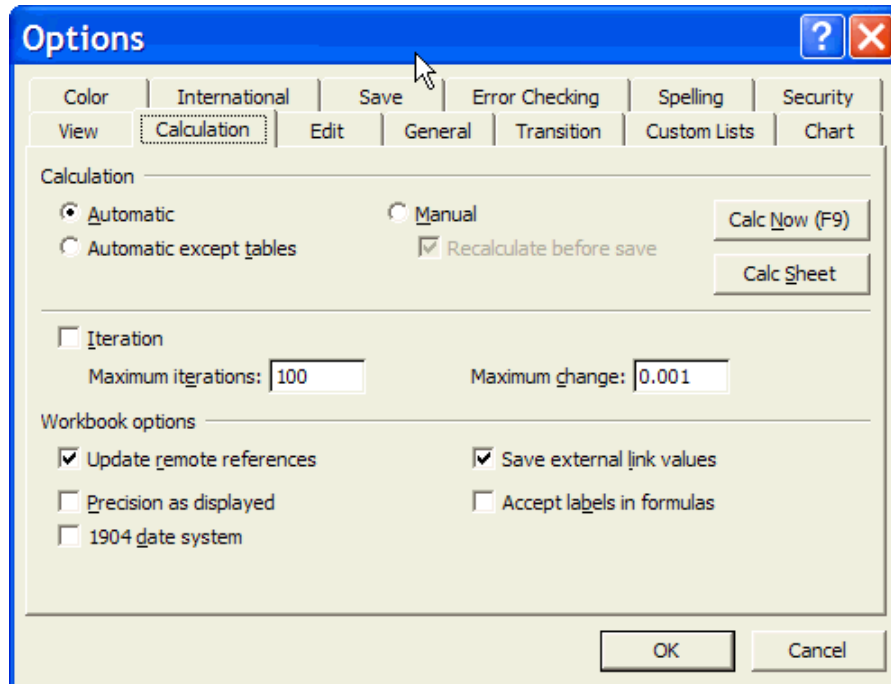 Options
Color International Save Error Checking Spelling Security
View Calculation Edit General Transition Custom Lists Chart
Calculation
Automatic Manual Calc Now (F9)
Automatic except tables Recalculate before save
Calc Sheet
Iteration
Maximum iterations: 100 Maximum change: 0.001
Workbook options
Update remote references Save external link values
Precision as displayed Accept labels in formulas
1904 date system
OK Cancel